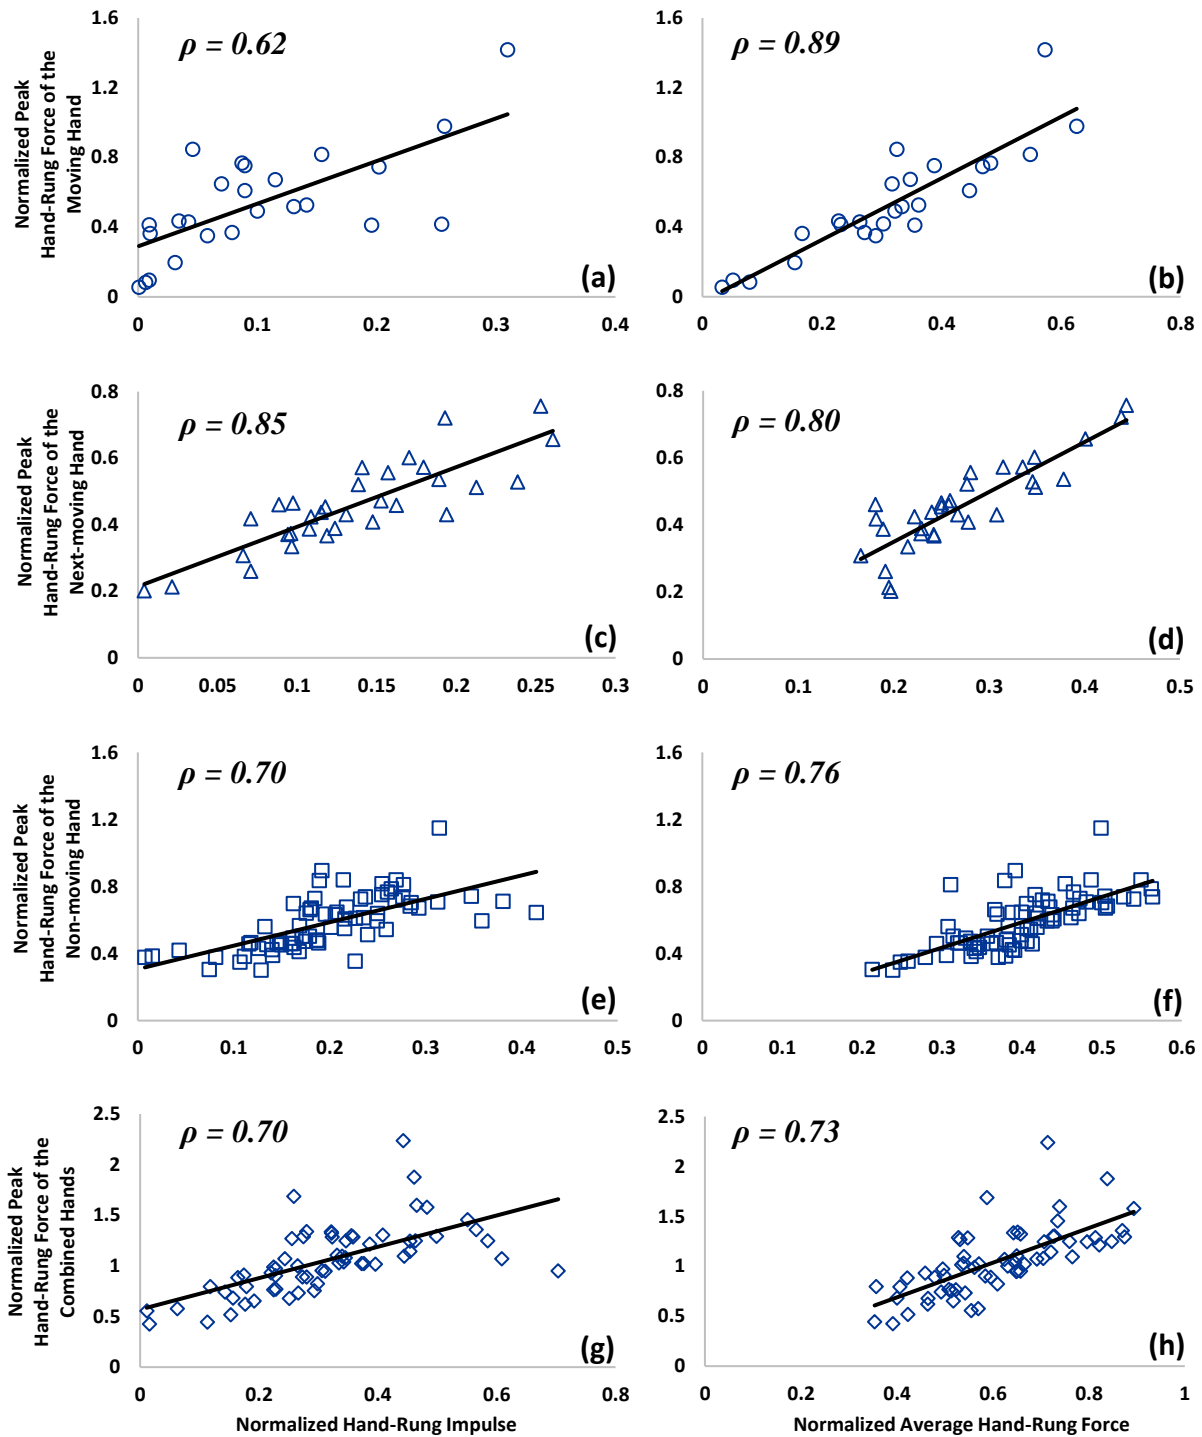 Normalized Peak
Hand-Rung Force of the
Moving Hand
1.6
1.2
0.8
0.4
0
ρ = 0.62
(a)
0 0.1 0.2 0.3 0.4
1.6
1.2
0.8
0.4
0
ρ = 0.89
(b)
0 0.2 0.4 0.6 0.8
Normalized Peak
Hand-Rung Force of the
Next-moving Hand
0.8
0.6
0.4
0.2
0
ρ = 0.85
(c)
0 0.05 0.1 0.15 0.2 0.25 0.3
0.8
0.6
0.4
0.2
0
ρ = 0.80
(d)
0 0.1 0.2 0.3 0.4 0.5
Normalized Peak
Hand-Rung Force of the
Non-moving Hand
1.6
1.2
0.8
0.4
0
ρ = 0.70
(e)
0 0.1 0.2 0.3 0.4 0.5
1.6
1.2
0.8
0.4
0
ρ = 0.76
(f)
0 0.1 0.2 0.3 0.4 0.5 0.6
Normalized Peak
Hand-Rung Force of the
Combined Hands
2.5
2
1.5
1
0.5
0
ρ = 0.70
(g)
0 0.2 0.4 0.6 0.8
Normalized Hand-Rung Impulse
2.5
2
1.5
1
0.5
0
ρ = 0.73
(h)
0 0.2 0.4 0.6 0.8 1
Normalized Average Hand-Rung Force